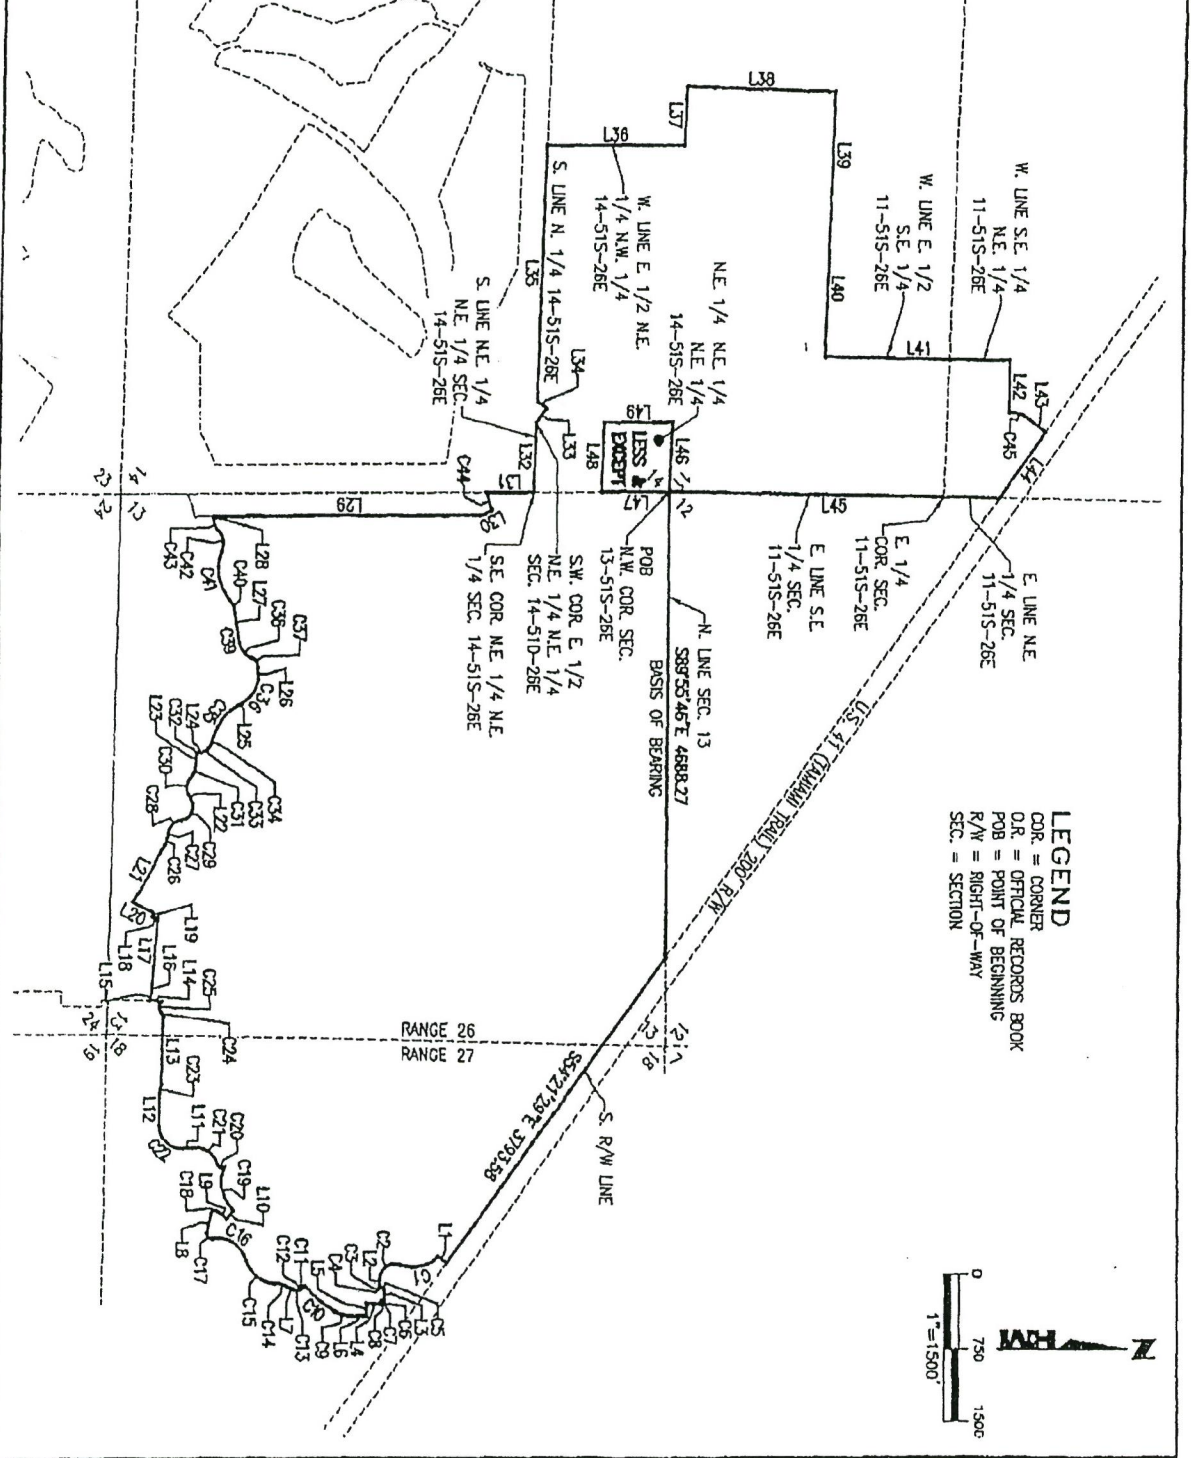 LEGEND
COR. = CORNER
O.R. = OFFICIAL RECORDS BOOK
POB = POINT OF BEGINNING
R/W = RIGHT-OF-WAY
SEC. = SECTION
N
HM
0 750 1500
1"=1500'
U.S. 41 (TAMIAMI TRAIL) 200' R/W
W. LINE S.E. 1/4
N.E. 1/4
11-51S-26E
W. LINE E. 1/2
S.E. 1/4
11-51S-26E
E. LINE N.E.
1/4 SEC.
11-51S-26E
E. 1/4
COR. SEC.
11-51S-26E
E. LINE S.E.
1/4 SEC.
11-51S-26E
L38
L39
L40
L41
L42
L43
C45
L44
L45
L37
L36
W. LINE E. 1/2 N.E.
1/4 N.W. 1/4
14-51S-26E
N.E. 1/4 N.E. 1/4
N.E. 1/4
14-51S-26E
L46
L49
LESS &
EXCEPT
L48
L47
12
N. LINE SEC. 13
S89°55'46"E 4688.27
BASIS OF BEARING
POB
N.W. COR. SEC.
13-51S-26E
S. LINE N. 1/4 14-51S-26E
L35
L34
L33
L32
L31
S. LINE N.E. 1/4
N.E. 1/4 SEC.
14-51S-26E
S.W. COR E. 1/2
N.E. 1/4 N.E. 1/4
SEC. 14-51D-26E
S.E. COR. N.E. 1/4 N.E.
1/4 SEC. 14-51S-26E
C44
L30
L29
14
13
23
24
L28
C43
C42
C41
C40
L27
C39
C38
C37
L26
C36
L25
C35
C34
C33
C32
L24
L23
C31
C30
L22
C29
C28
C27
C26
L21
L20
L19
L18
L17
L16
L15
L14
C25
C24
13
18
24
19
RANGE 26
RANGE 27
12
7
13
18
S54°21'29"E 3793.58
S. R/W LINE
L13
C23
L12
C22
L11
C21
C20
C19
L10
L9
C18
L8
C17
C16
C15
C14
L7
C13
C12
C11
C10
C9
L6
L5
L4
C8
C7
C6
L3
C5
C4
C3
L2
C2
C1
L1